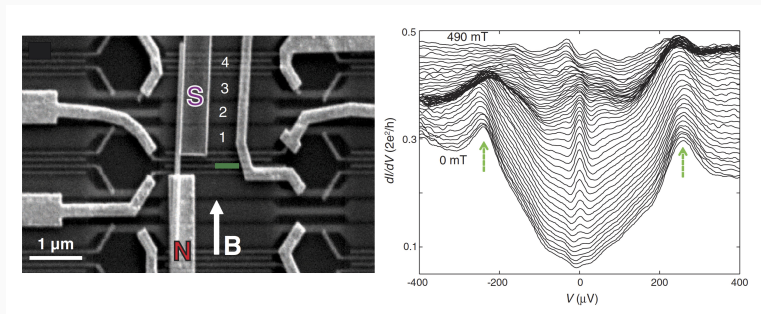 4
3
S
2
1
B
N
1 μm
0.5
0.3
0.1
dI/dV (2e²/h)
490 mT
0 mT
-400
-200
0
200
400
V (μV)